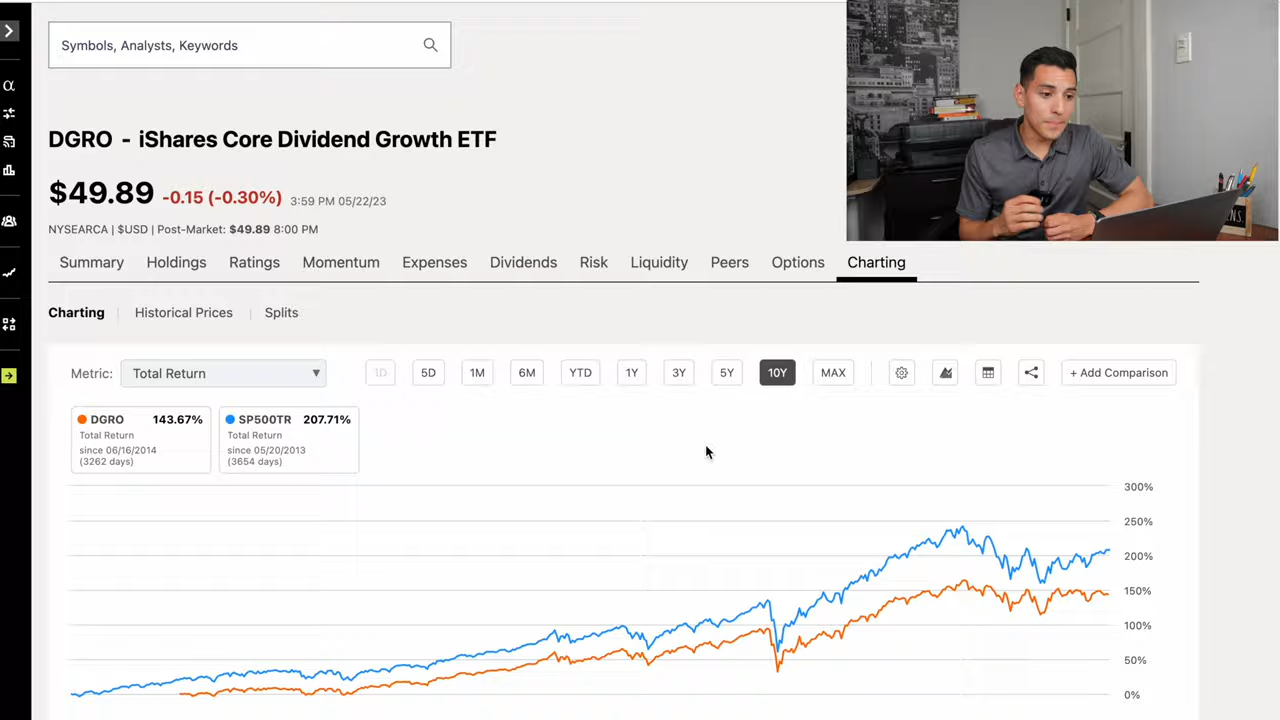 Symbols, Analysts, Keywords
DGRO - iShares Core Dividend Growth ETF
$49.89 -0.15 (-0.30%) 3:59 PM 05/22/23
NYSEARCA | $USD | Post-Market: $49.89 8:00 PM
Summary Holdings Ratings Momentum Expenses Dividends Risk Liquidity Peers Options Charting
Charting | Historical Prices | Splits
Metric: Total Return 1D 5D 1M 6M YTD 1Y 3Y 5Y 10Y MAX + Add Comparison
DGRO 143.67%
Total Return
since 06/16/2014
(3262 days)
SP500TR 207.71%
Total Return
since 05/20/2013
(3654 days)
300%
250%
200%
150%
100%
50%
0%